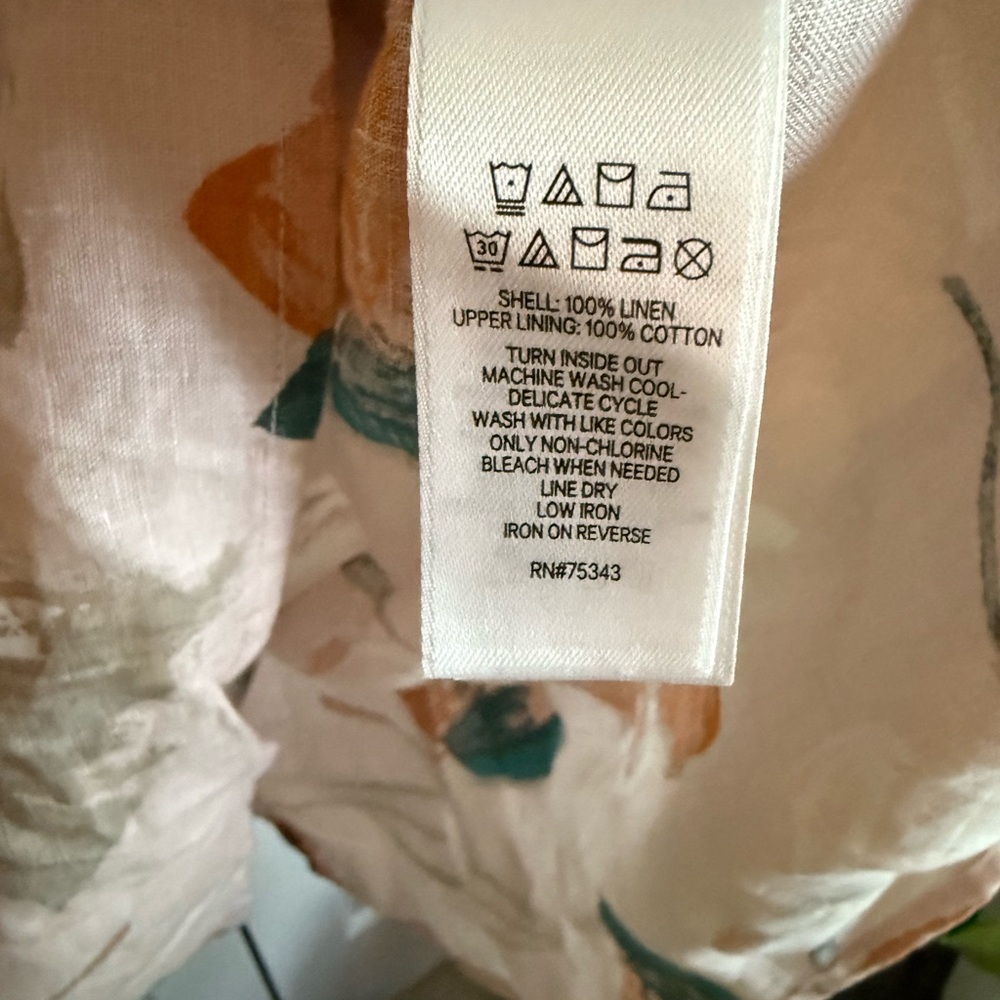 30
SHELL: 100% LINEN
UPPER LINING: 100% COTTON
TURN INSIDE OUT
MACHINE WASH COOL-
DELICATE CYCLE
WASH WITH LIKE COLORS
ONLY NON-CHLORINE
BLEACH WHEN NEEDED
LINE DRY
LOW IRON
IRON ON REVERSE
RN#75343